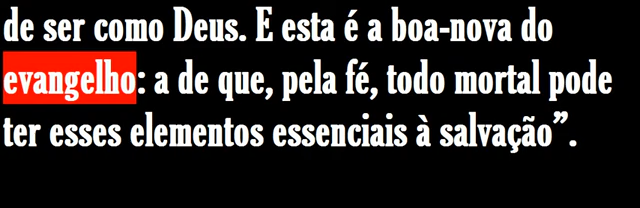 de ser como Deus. E esta é a boa-nova do
evangelho: a de que, pela fé, todo mortal pode
ter esses elementos essenciais à salvação”.